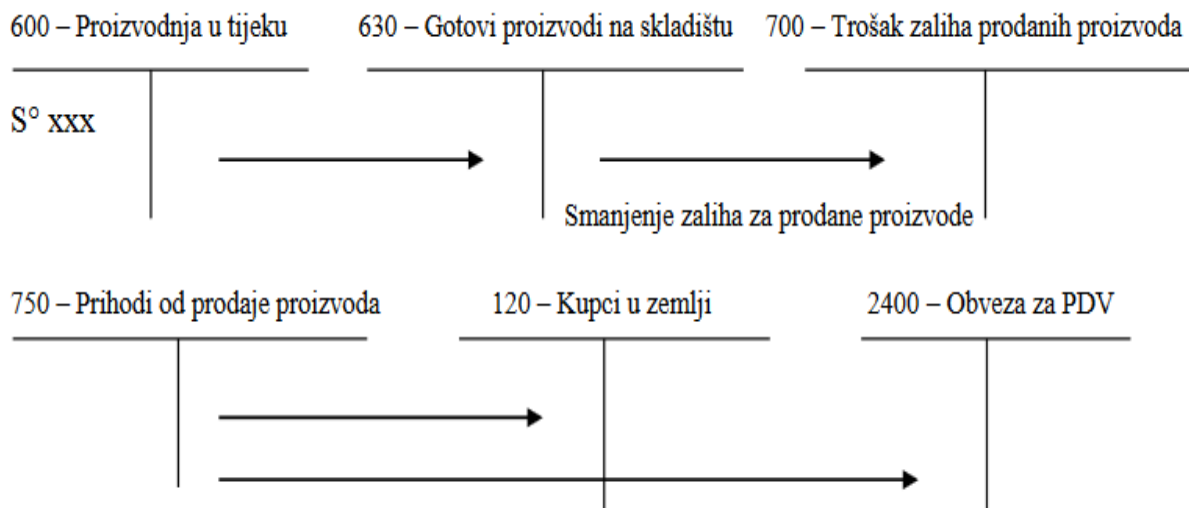 600 – Proizvodnja u tijeku
630 – Gotovi proizvodi na skladištu
700 – Trošak zaliha prodanih proizvoda
S° xxx
Smanjenje zaliha za prodane proizvode
750 – Prihodi od prodaje proizvoda
120 – Kupci u zemlji
2400 – Obveza za PDV